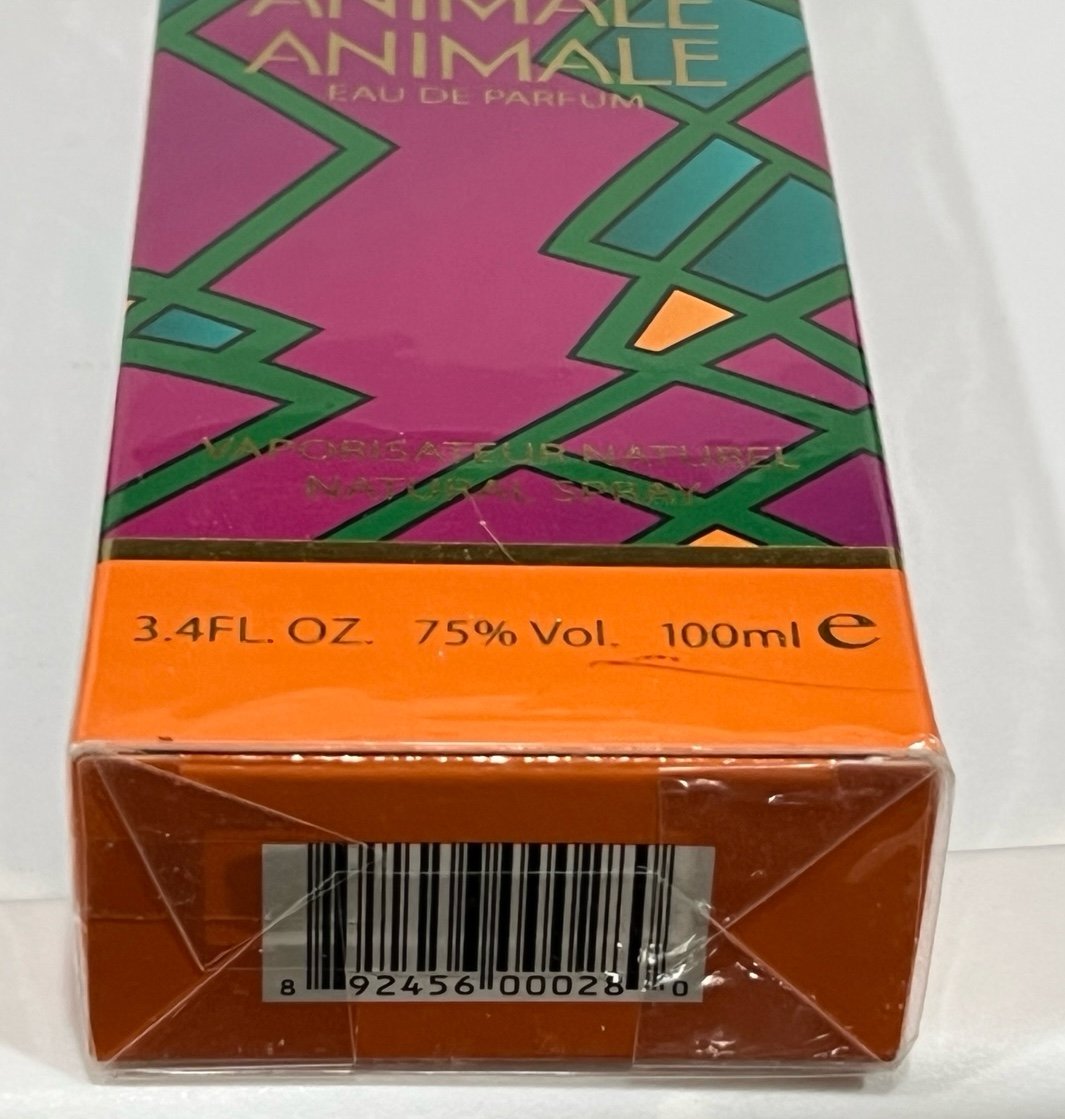 ANIMALE
ANIMALE
EAU DE PARFUM
VAPORISATEUR NATUREL
NATURAL SPRAY
3.4FL. OZ. 75% Vol. 100ml e
8 92456 00028 0